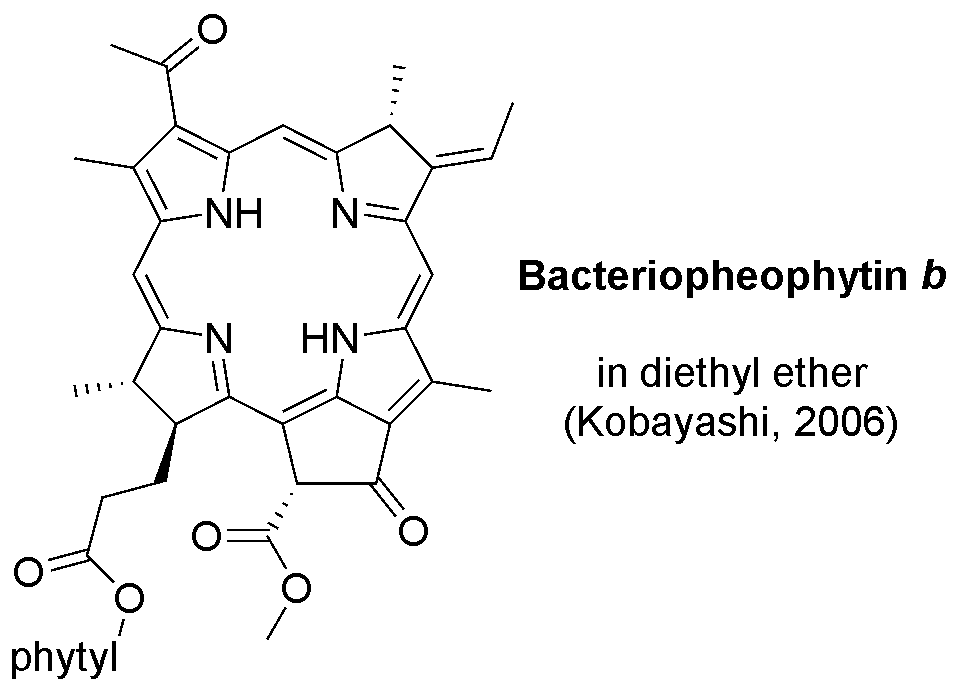 O
NH
N
Bacteriopheophytin b
N
HN
in diethyl ether
(Kobayashi, 2006)
O
O
O
O
O
phytyl